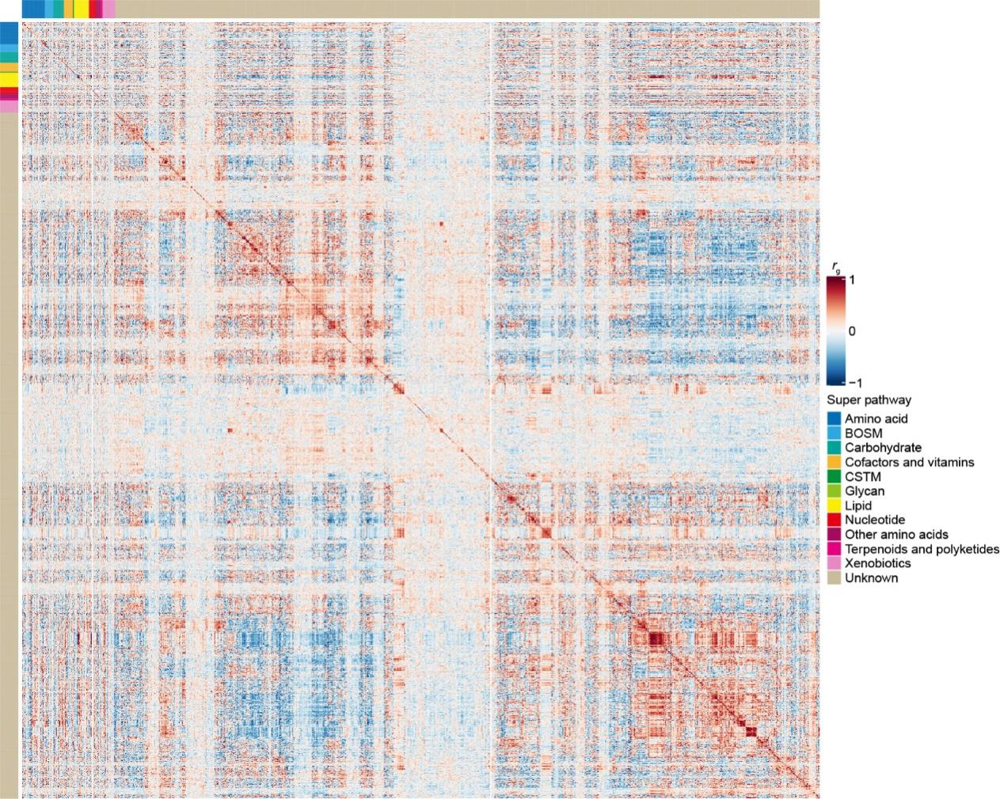 rg
1
0
−1
Super pathway
Amino acid
BOSM
Carbohydrate
Cofactors and vitamins
CSTM
Glycan
Lipid
Nucleotide
Other amino acids
Terpenoids and polyketides
Xenobiotics
Unknown